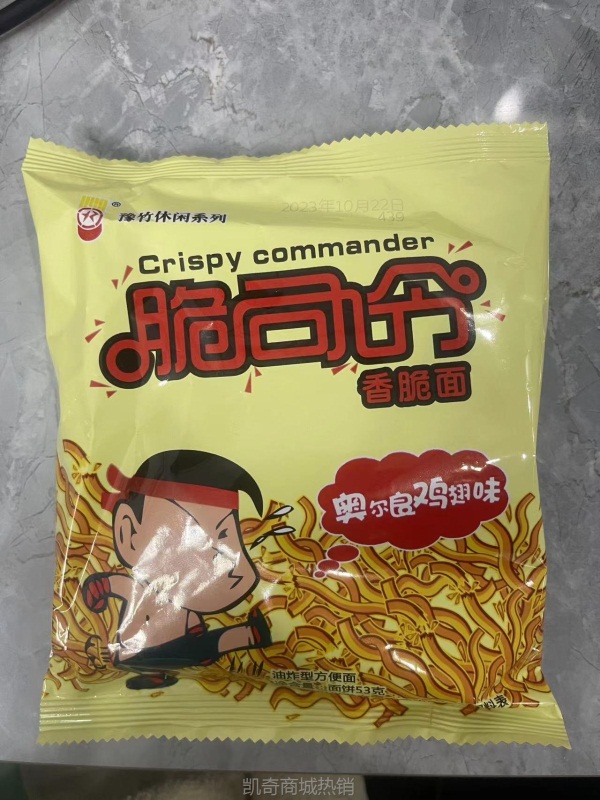 豫竹休闲系列
2023年10月22日
Crispy commander
脆司令
香脆面
奥尔良鸡翅味
油炸型方便面
面饼53克
料表
凯奇商城热销